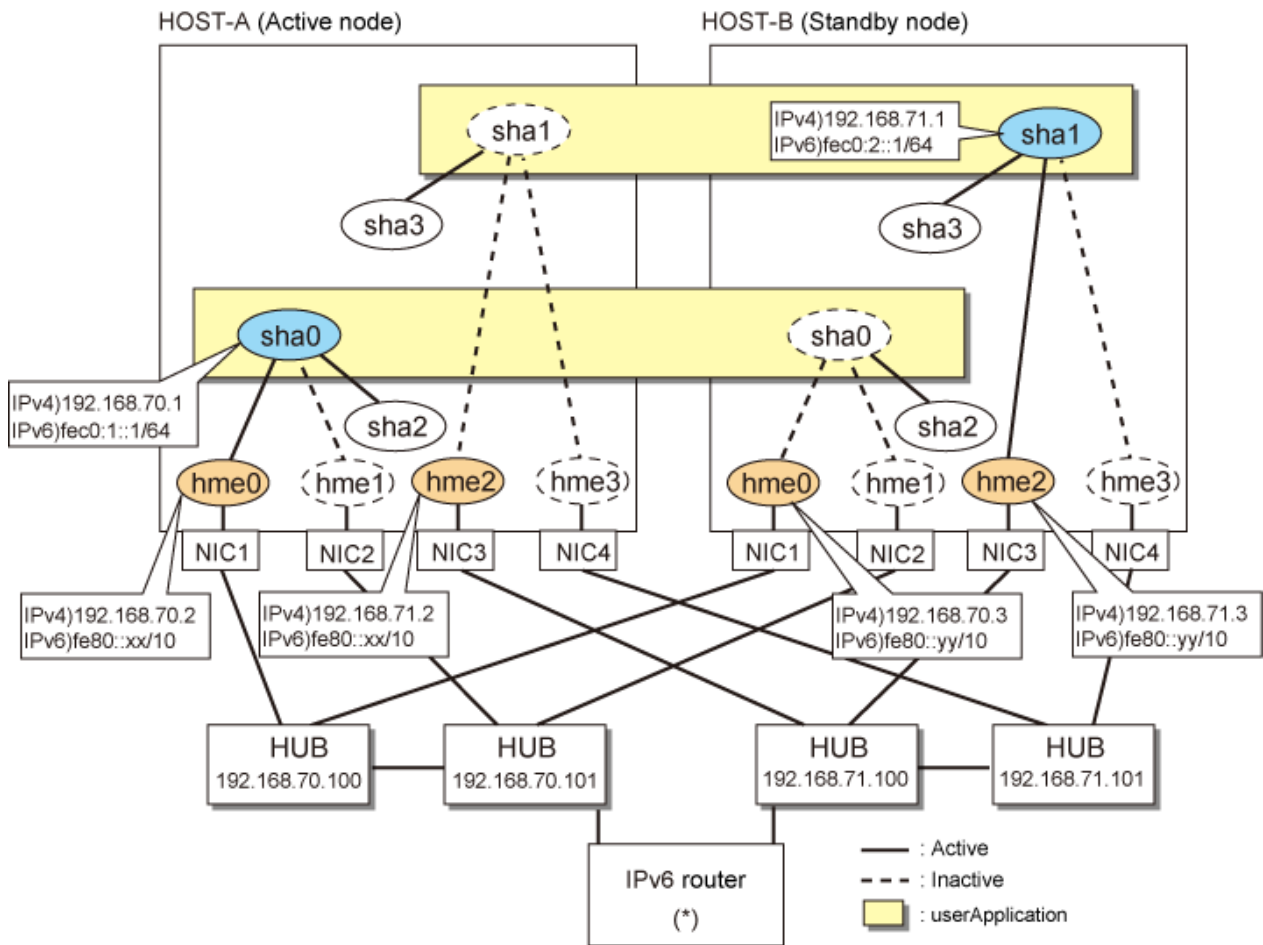 HOST-A (Active node)
HOST-B (Standby node)
sha1
IPv4)192.168.71.1
IPv6)fec0:2::1/64
sha1
sha3
sha3
sha0
sha0
IPv4)192.168.70.1
IPv6)fec0:1::1/64
sha2
sha2
hme0
hme1
hme2
hme3
hme0
hme1
hme2
hme3
NIC1
NIC2
NIC3
NIC4
NIC1
NIC2
NIC3
NIC4
IPv4)192.168.70.2
IPv6)fe80::xx/10
IPv4)192.168.71.2
IPv6)fe80::xx/10
IPv4)192.168.70.3
IPv6)fe80::yy/10
IPv4)192.168.71.3
IPv6)fe80::yy/10
HUB
192.168.70.100
HUB
192.168.70.101
HUB
192.168.71.100
HUB
192.168.71.101
IPv6 router
(*)
: Active
: Inactive
: userApplication